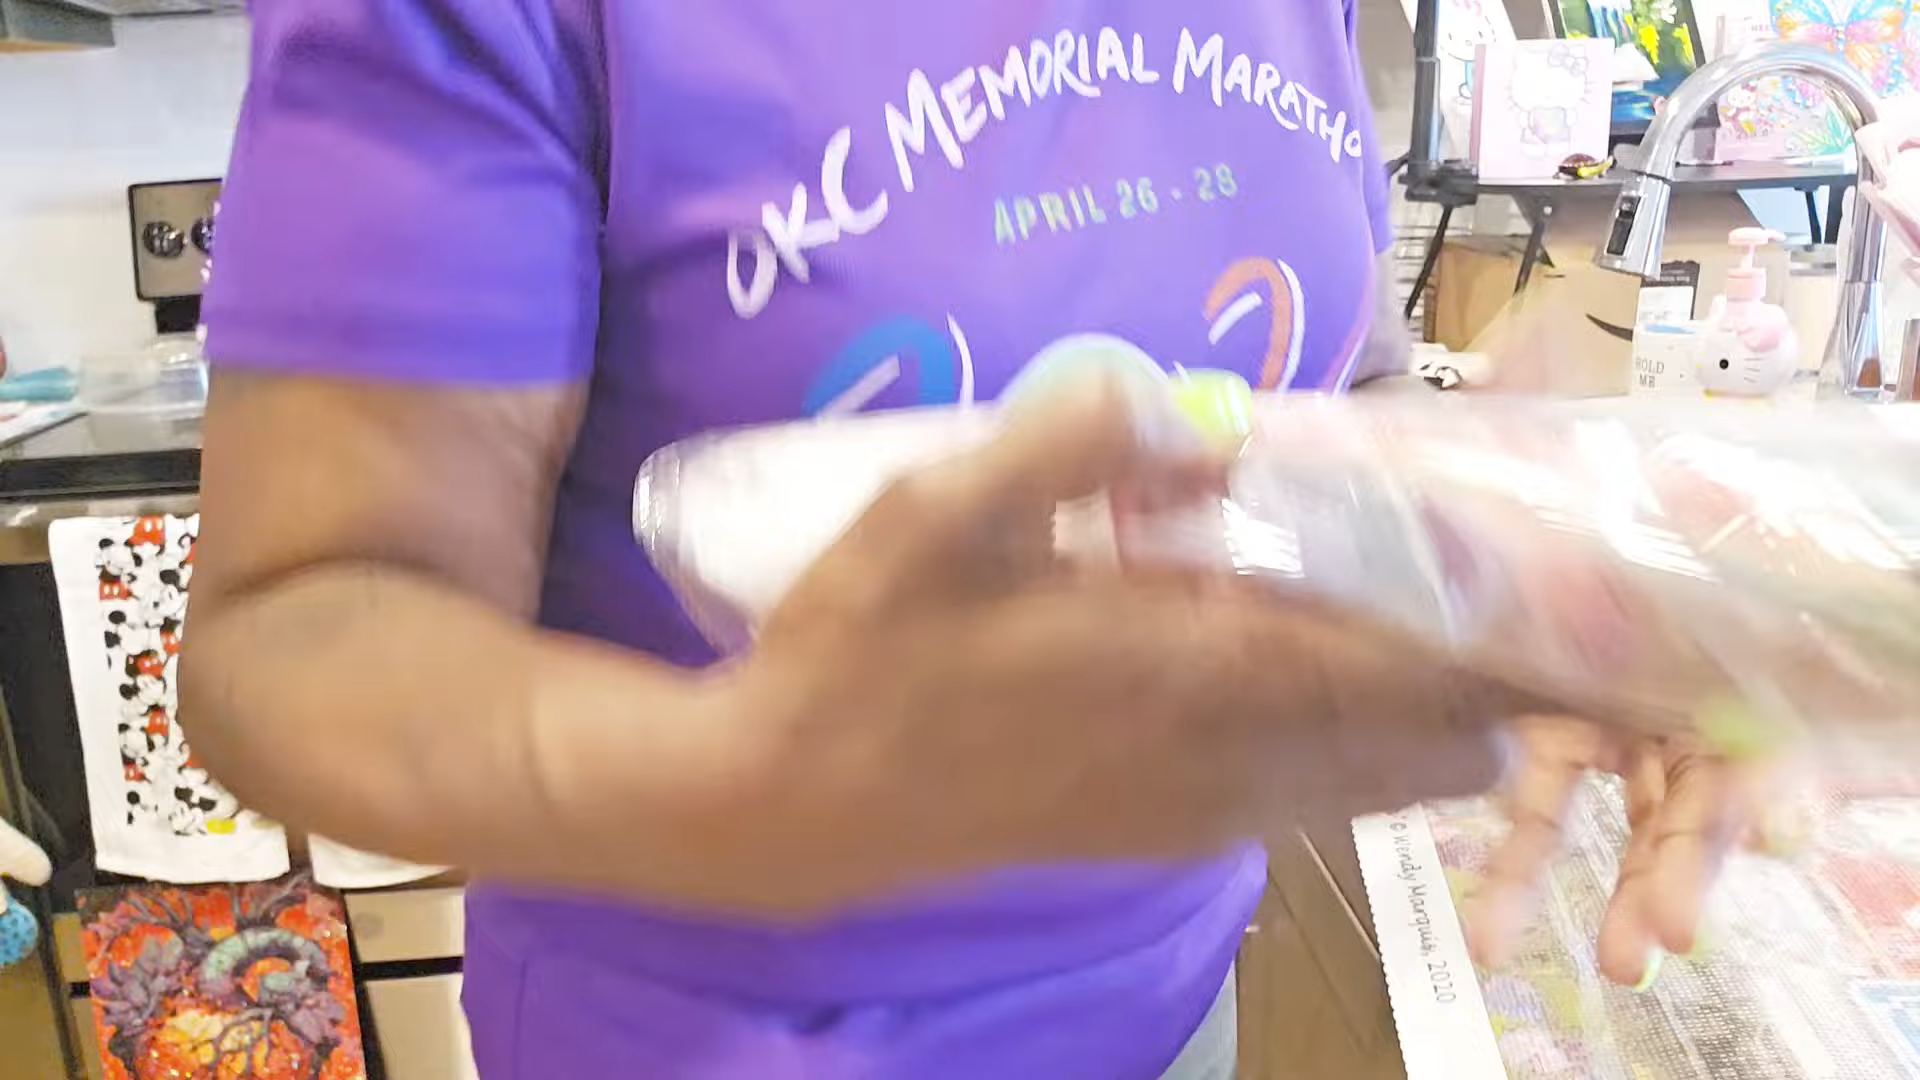 OKC MEMORIAL MARATHO
APRIL 26 - 28
HOLD
ME
© Wendy Marquis, 2020